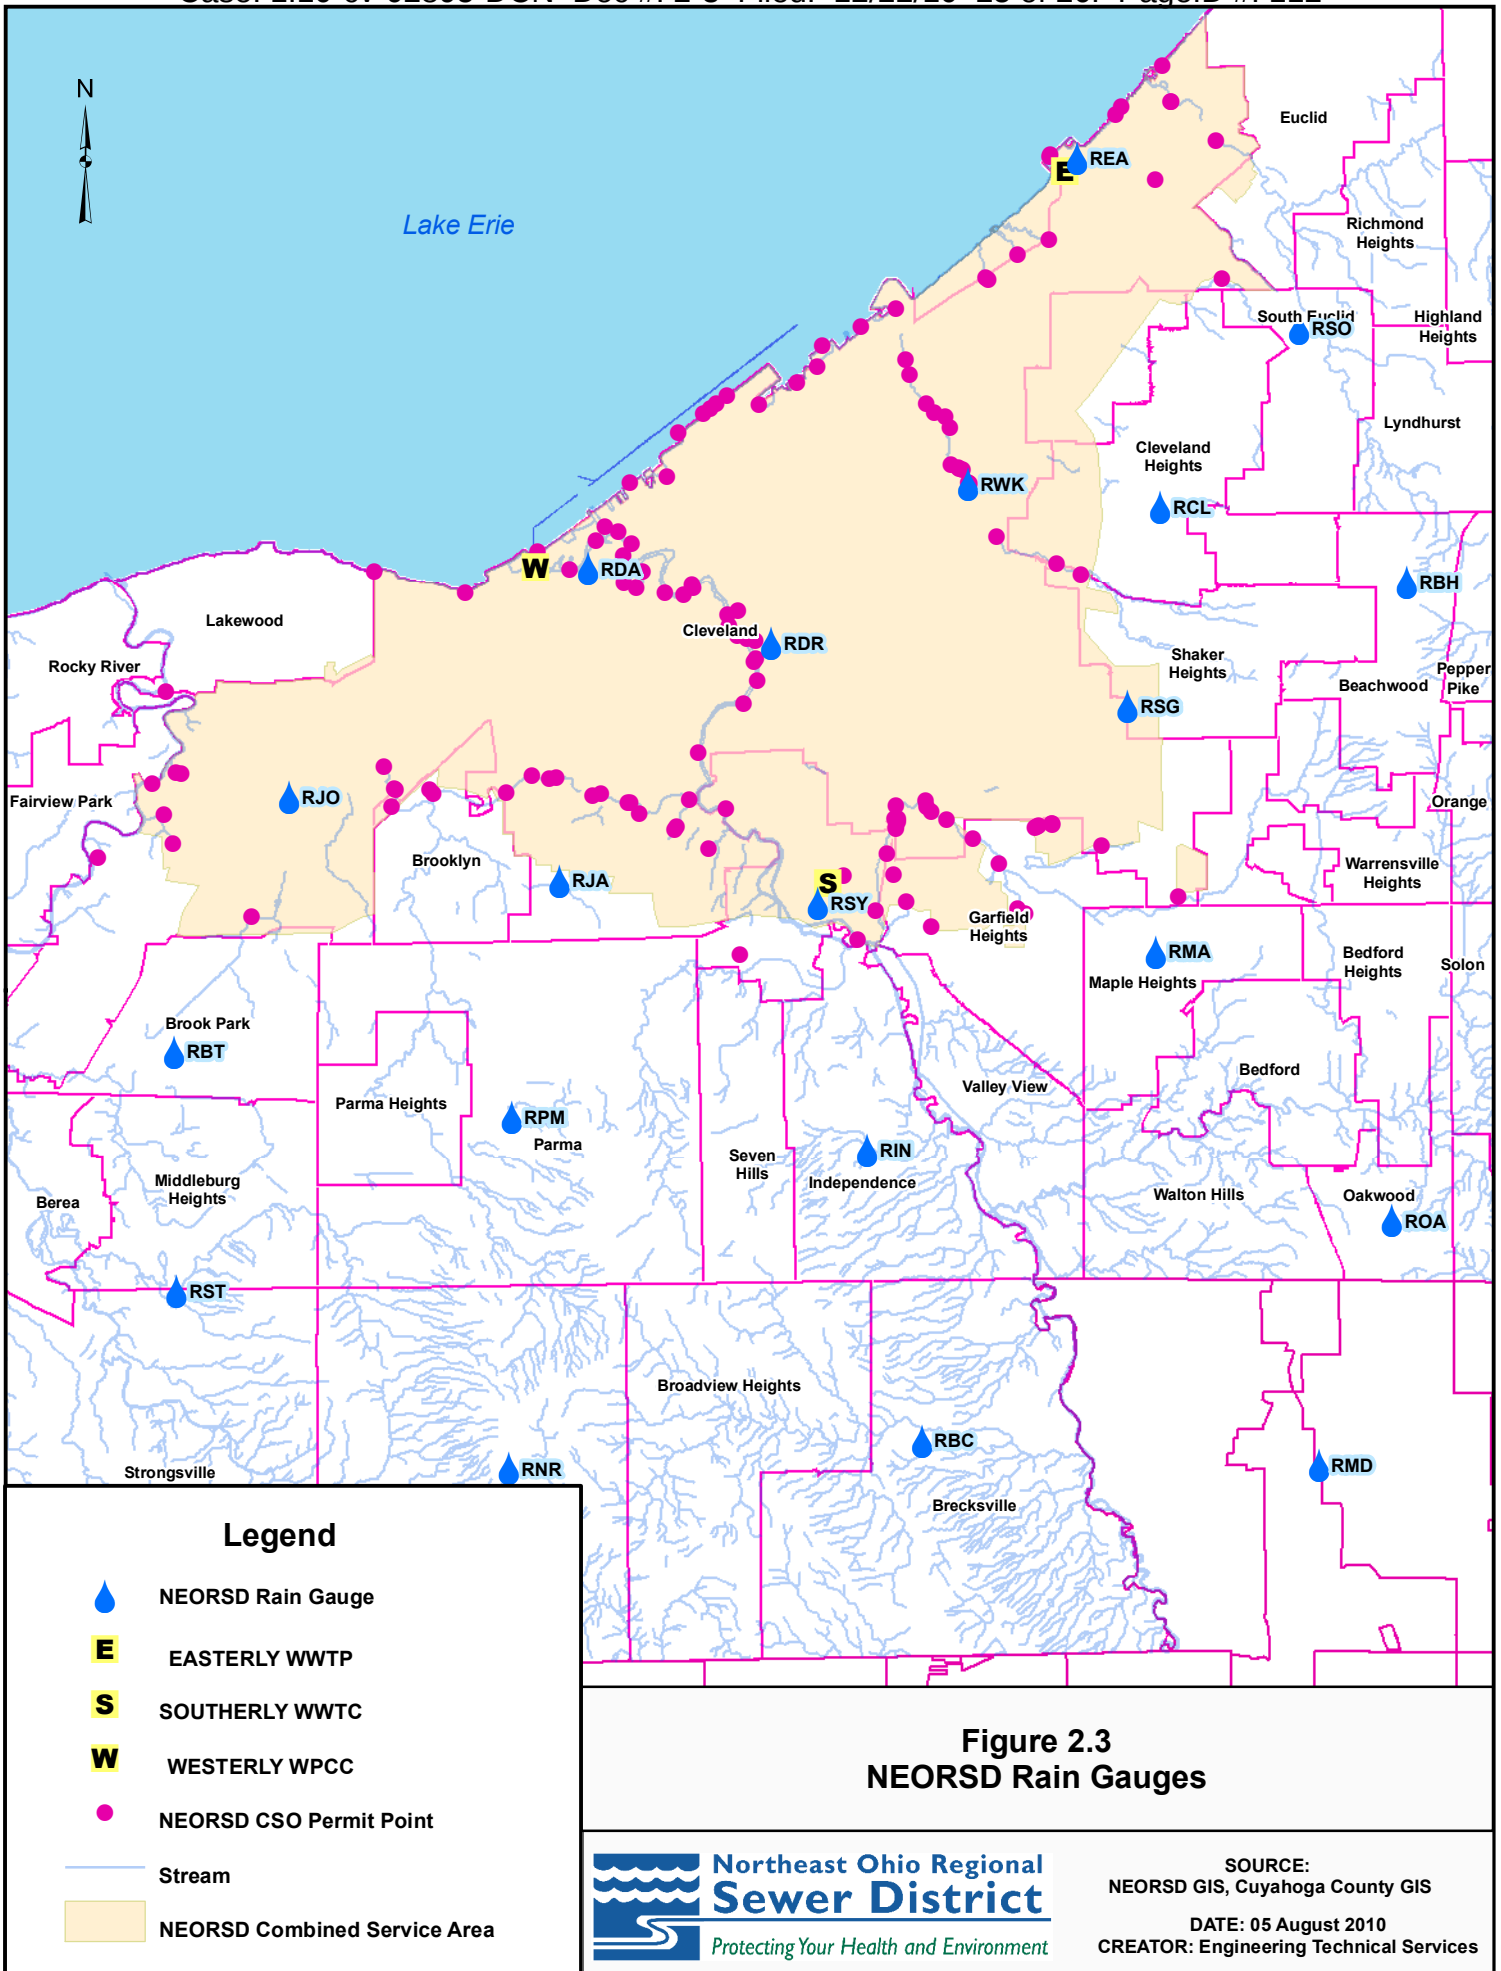 N
Lake Erie
Euclid
REA
E
Richmond
Heights
South Euclid
RSO
Highland
Heights
Lyndhurst
Cleveland
Heights
RWK
RCL
W
RDA
RBH
Lakewood
Cleveland
RDR
Rocky River
Shaker
Heights
Beachwood
Pepper
Pike
RSG
RJO
Fairview Park
Orange
Brooklyn
RJA
S
RSY
Warrensville
Heights
Garfield
Heights
RMA
Maple Heights
Bedford
Heights
Solon
Brook Park
RBT
Bedford
Valley View
Parma Heights
RPM
Parma
RIN
Independence
Seven
Hills
Middleburg
Heights
Berea
Walton Hills
Oakwood
ROA
RST
Broadview Heights
RBC
Strongsville
RNR
RMD
Brecksville
Legend
NEORSD Rain Gauge
E EASTERLY WWTP
S SOUTHERLY WWTC
W WESTERLY WPCC
NEORSD CSO Permit Point
Stream
NEORSD Combined Service Area
Figure 2.3
NEORSD Rain Gauges
Northeast Ohio Regional
Sewer District
Protecting Your Health and Environment
SOURCE:
NEORSD GIS, Cuyahoga County GIS
DATE: 05 August 2010
CREATOR: Engineering Technical Services